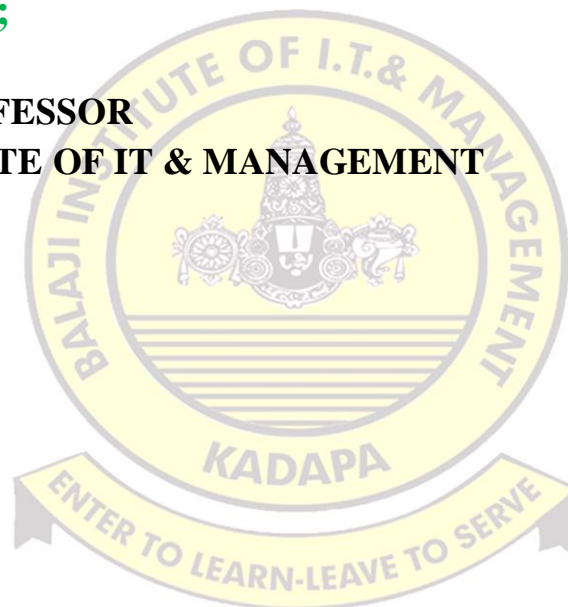 ;
FESSOR
TE OF IT & MANAGEMENT
BALAJI INSTITUTE OF I.T.& MANAGEMENT
KADAPA
ENTER TO LEARN-LEAVE TO SERVE